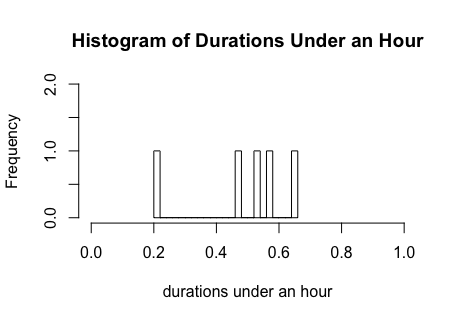 Histogram of Durations Under an Hour
Frequency
2.0
1.0
0.0
0.0 0.2 0.4 0.6 0.8 1.0
durations under an hour